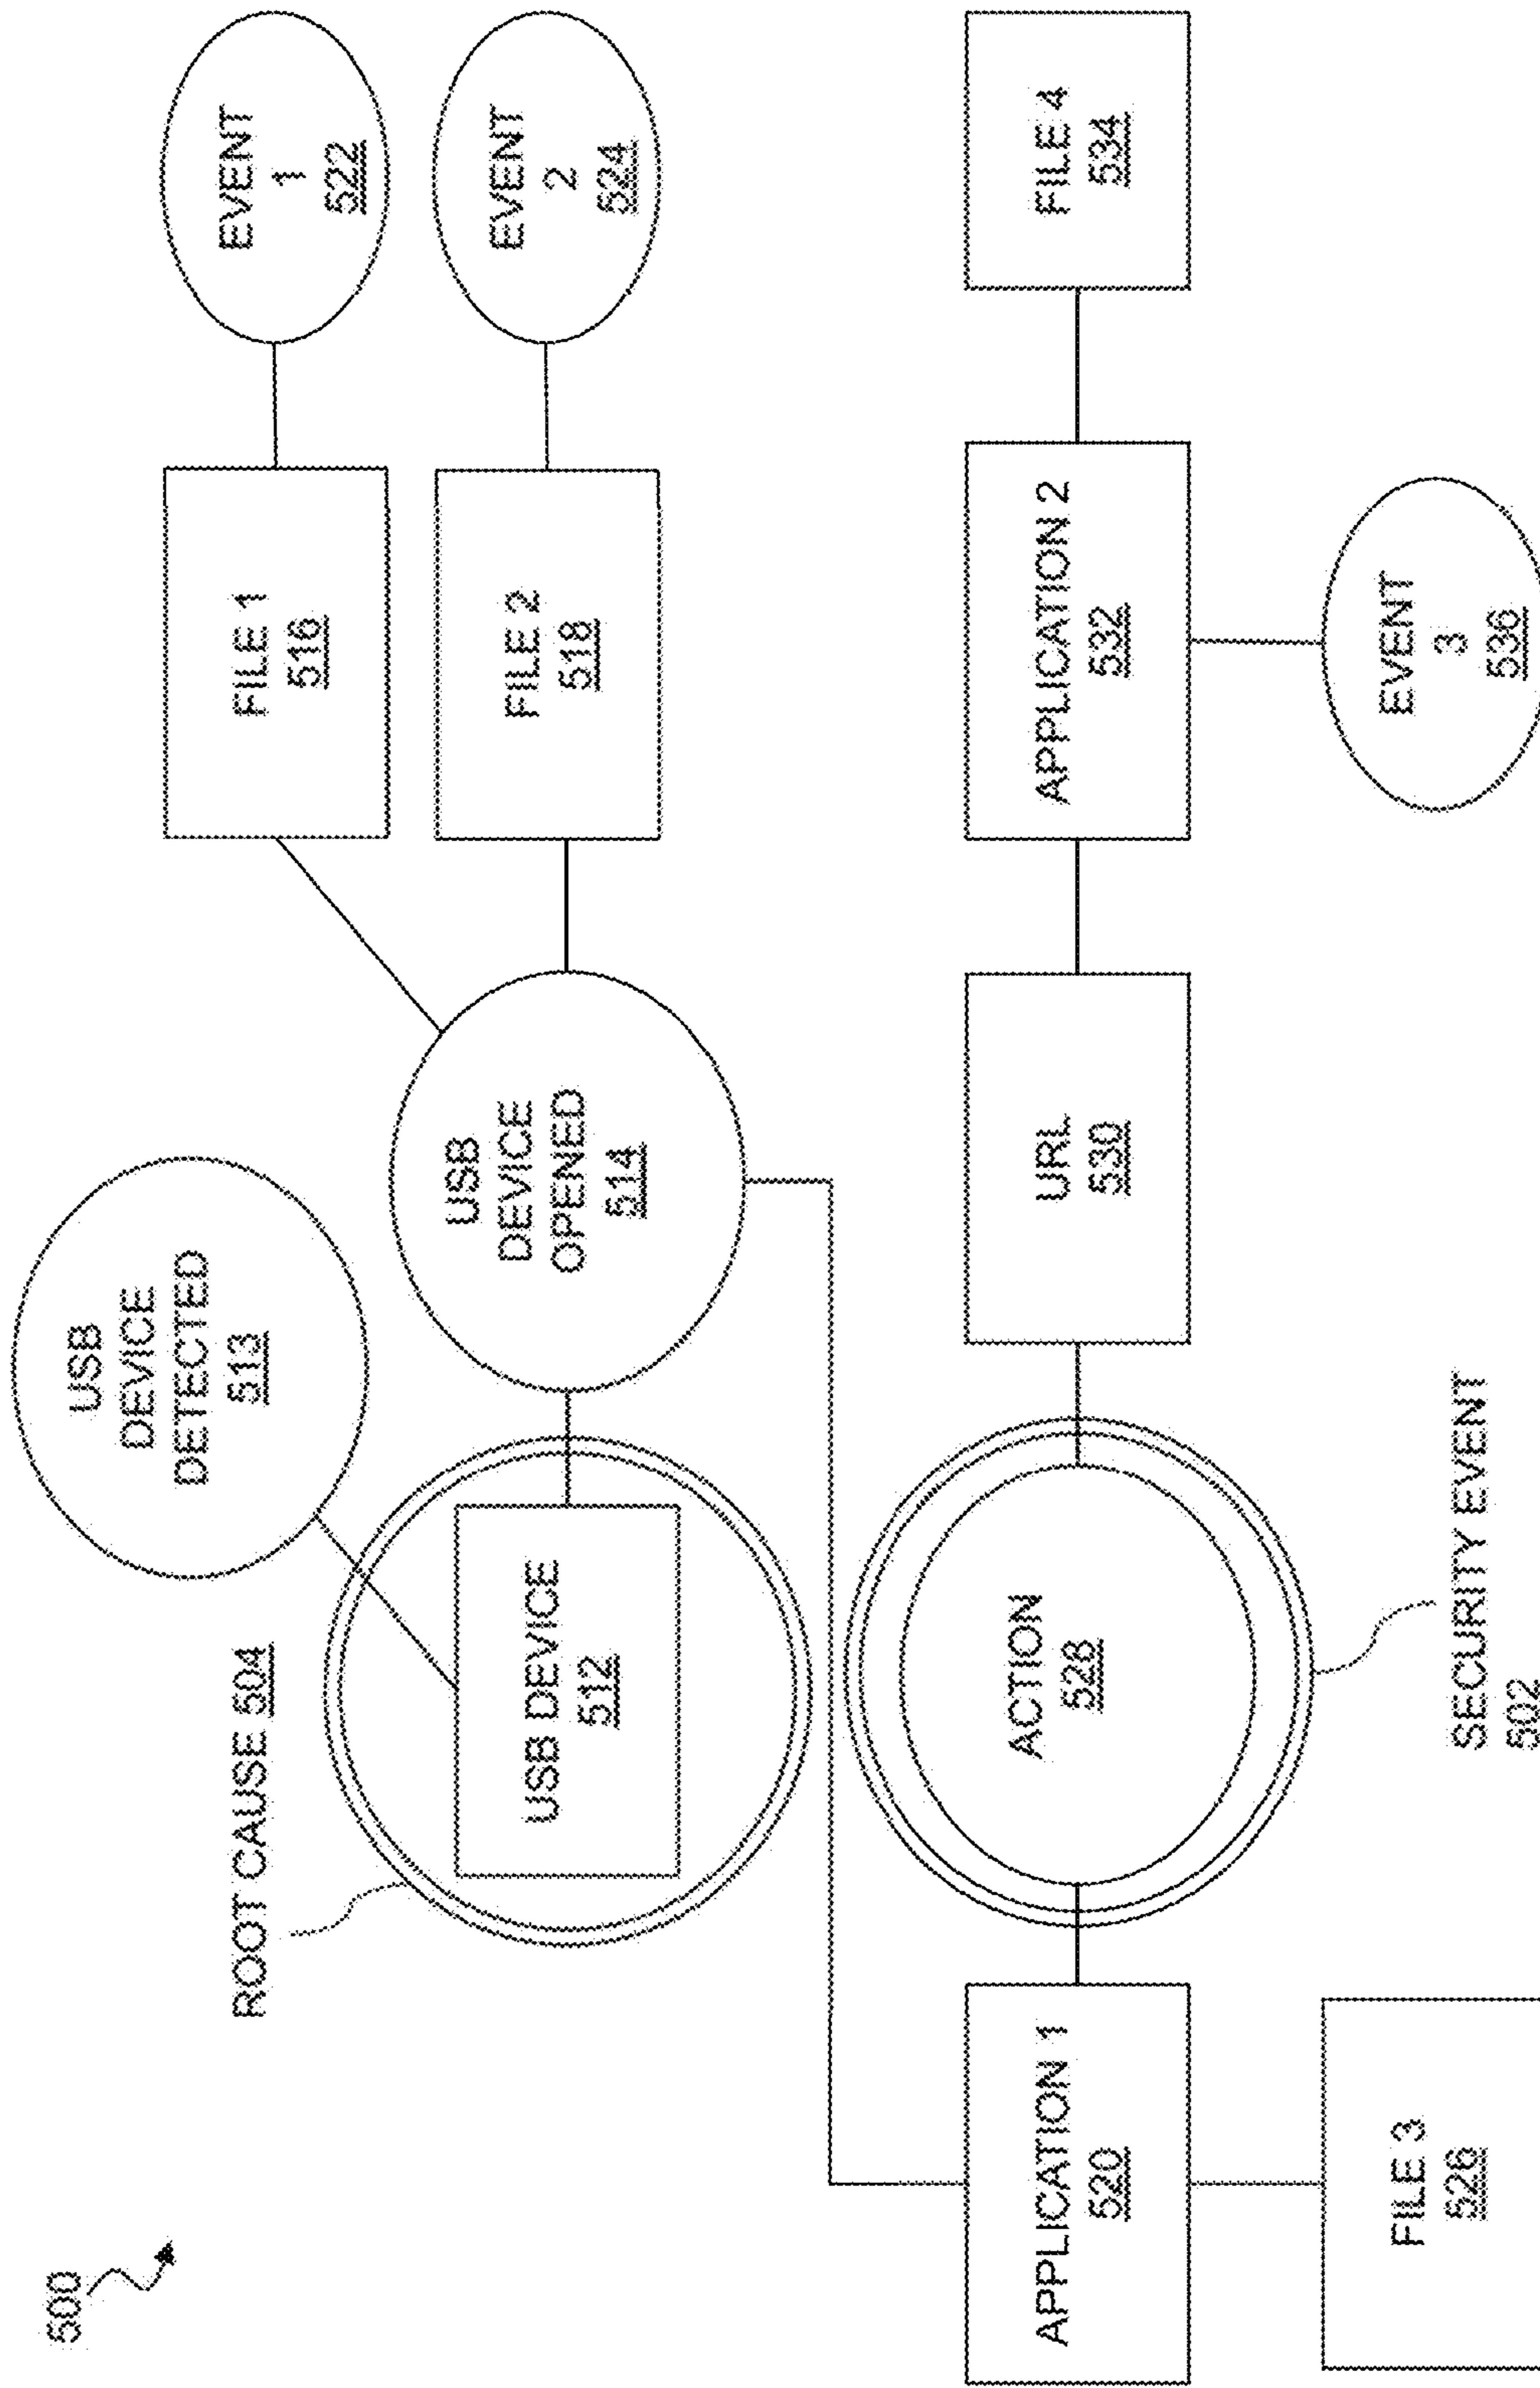 500
USB
DEVICE
DETECTED
513
ROOT CAUSE 504
USB DEVICE
512
USB
DEVICE
OPENED
514
FILE 1
516
EVENT
1
522
FILE 2
518
EVENT
2
524
APPLICATION 1
520
ACTION
528
URL
530
APPLICATION 2
532
FILE 4
534
FILE 3
526
SECURITY EVENT
502
EVENT
3
536